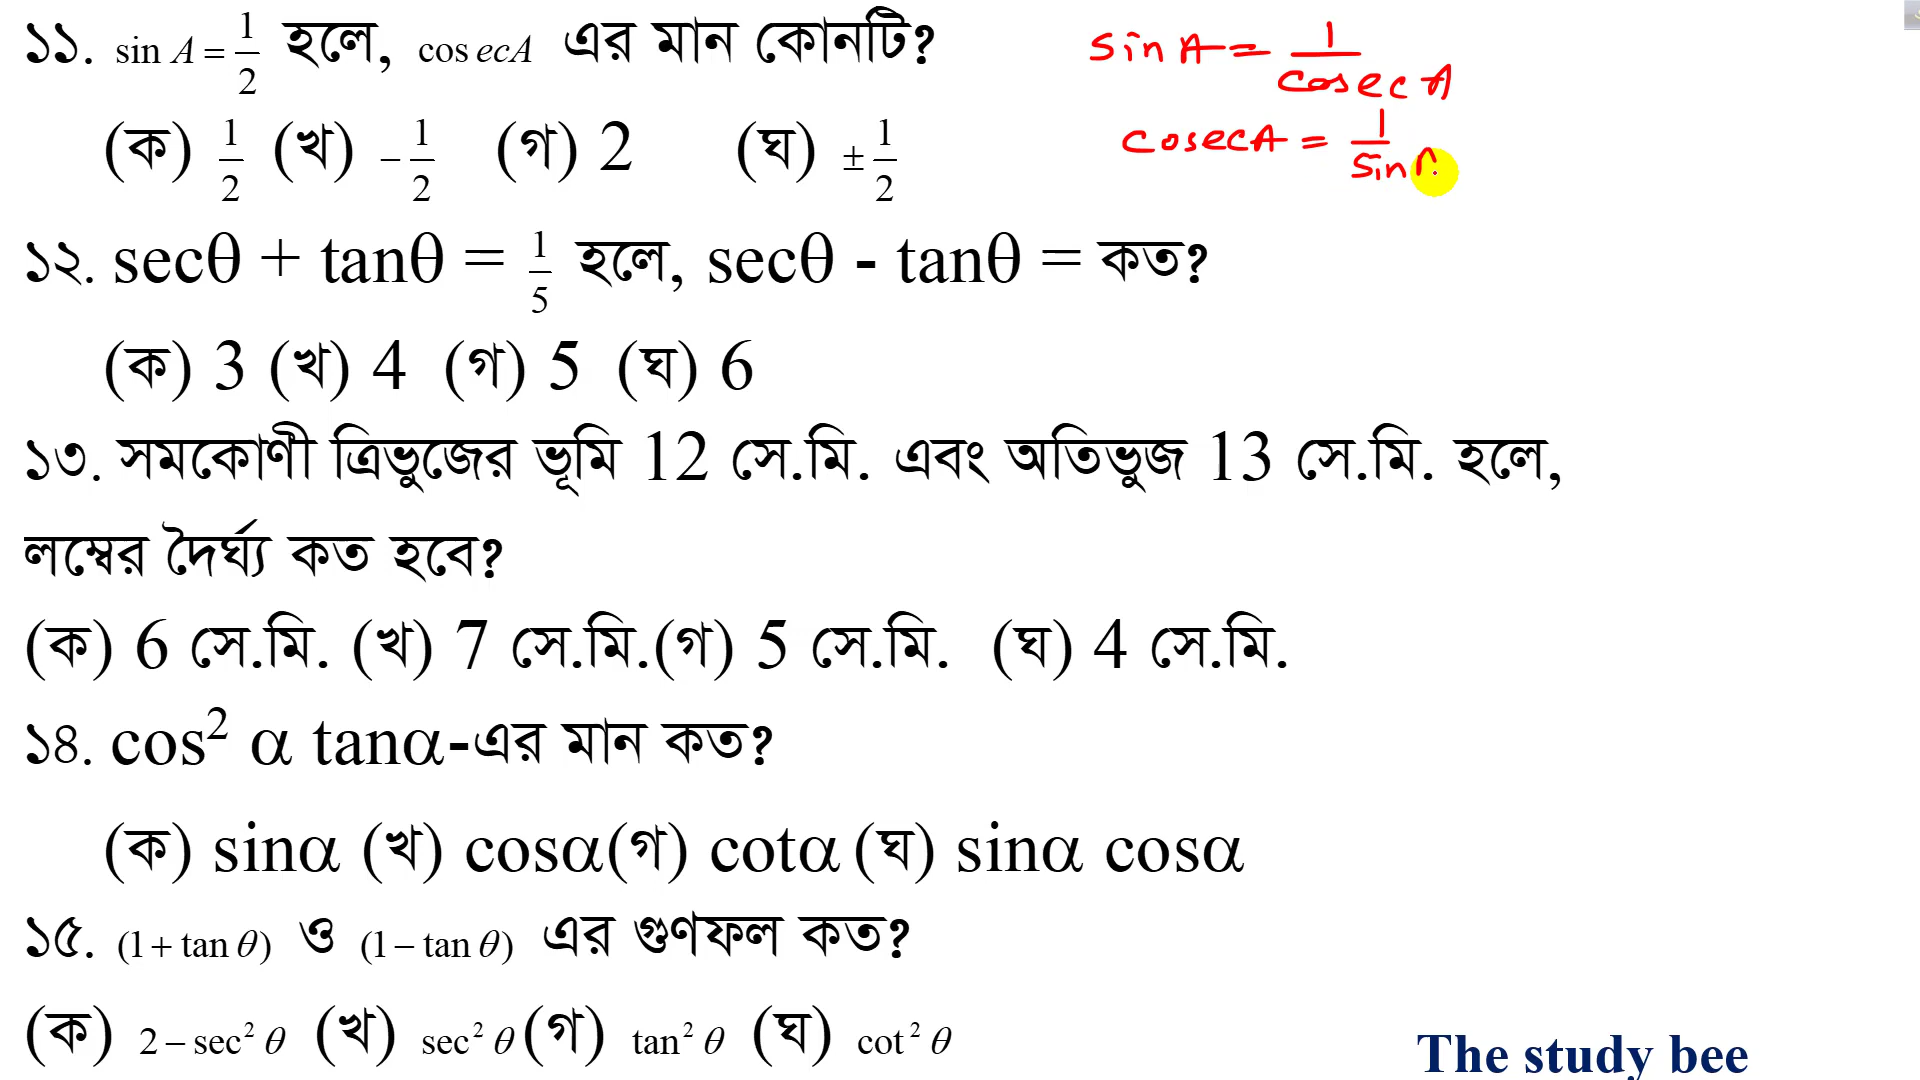 ১১. sin A = 1/2 হলে, cos ecA এর মান কোনটি?
sin A = 1/cosec A
(ক) 1/2 (খ) - 1/2 (গ) 2 (ঘ) ± 1/2
cosecA = 1/sin A
১২. secθ + tanθ = 1/5 হলে, secθ - tanθ = কত?
(ক) 3 (খ) 4 (গ) 5 (ঘ) 6
১৩. সমকোণী ত্রিভুজের ভূমি 12 সে.মি. এবং অতিভুজ 13 সে.মি. হলে,
লম্বের দৈর্ঘ্য কত হবে?
(ক) 6 সে.মি. (খ) 7 সে.মি.(গ) 5 সে.মি. (ঘ) 4 সে.মি.
১৪. cos² α tanα-এর মান কত?
(ক) sinα (খ) cosα(গ) cotα (ঘ) sinα cosα
১৫. (1 + tan θ) ও (1 − tan θ) এর গুণফল কত?
(ক) 2 − sec² θ (খ) sec² θ (গ) tan² θ (ঘ) cot² θ
The study bee